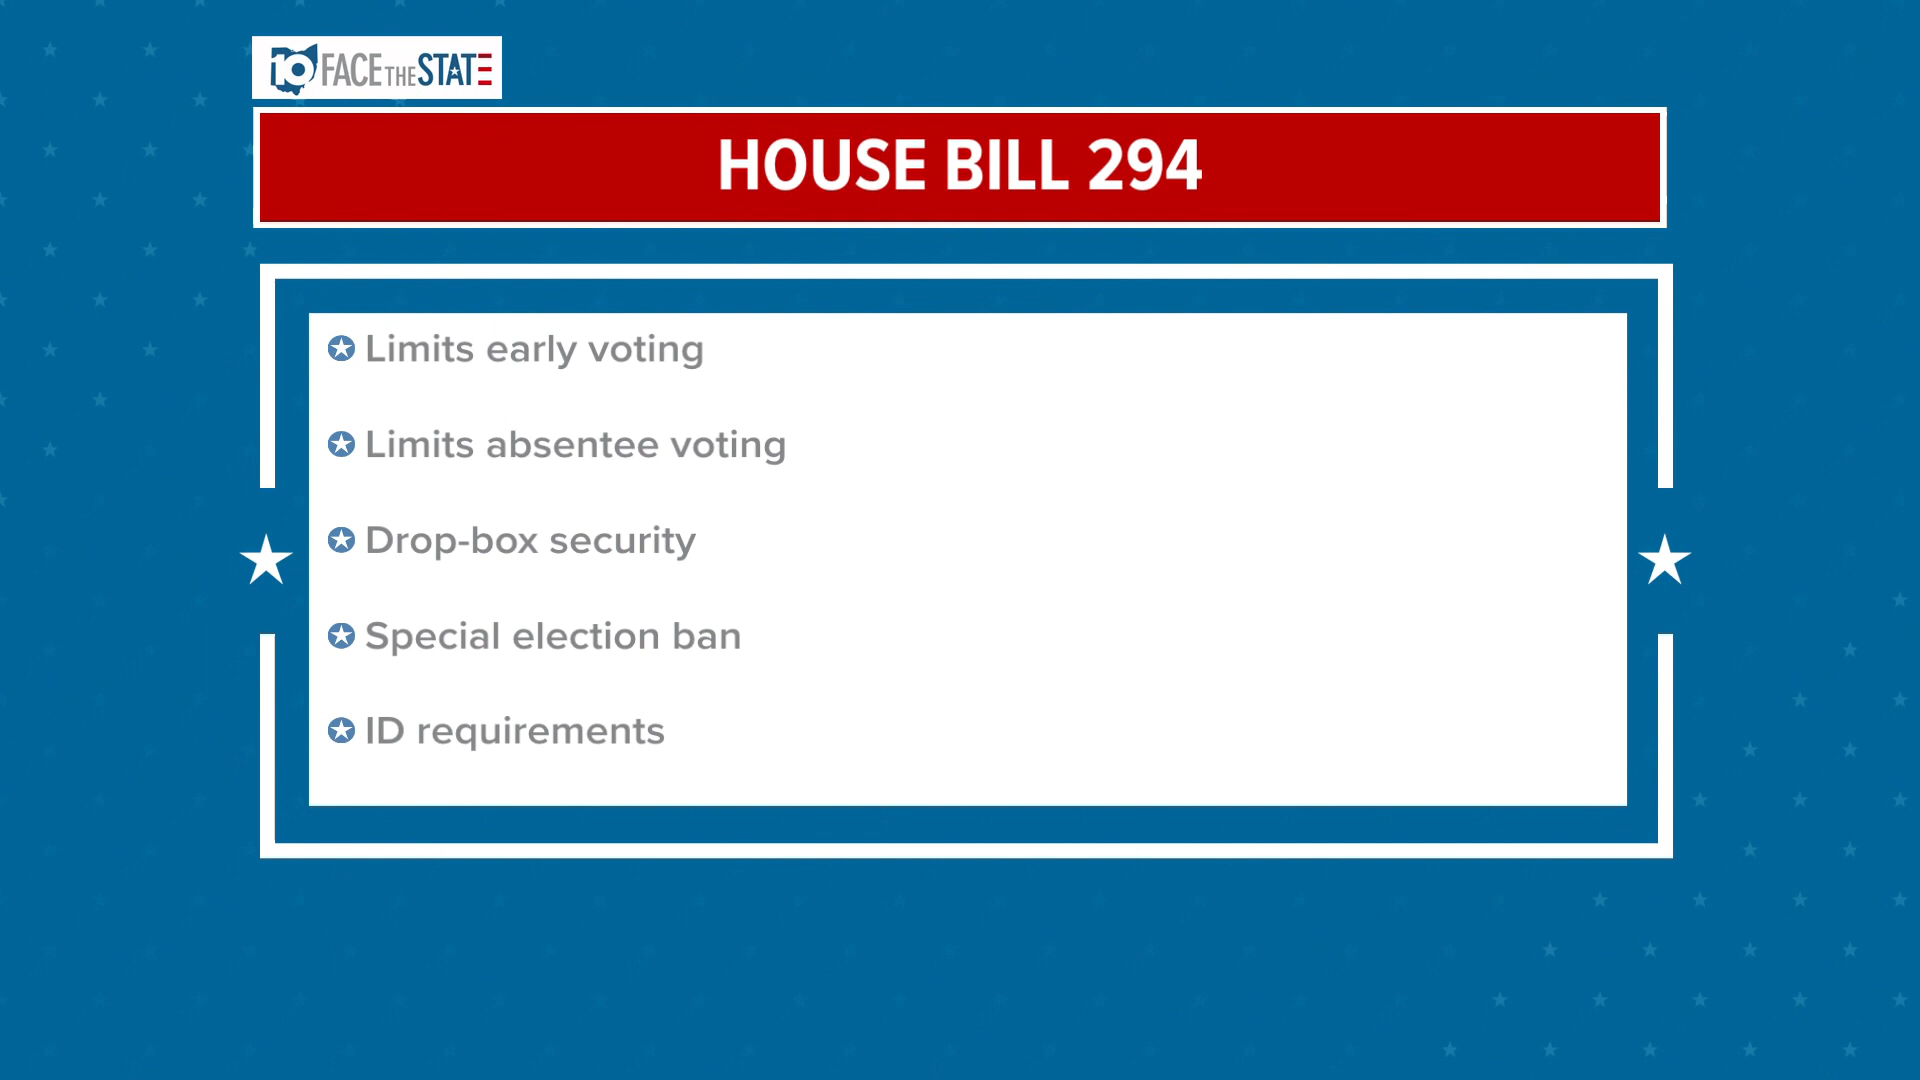 10 FACE THE STATE
HOUSE BILL 294
Limits early voting
Limits absentee voting
Drop-box security
Special election ban
ID requirements